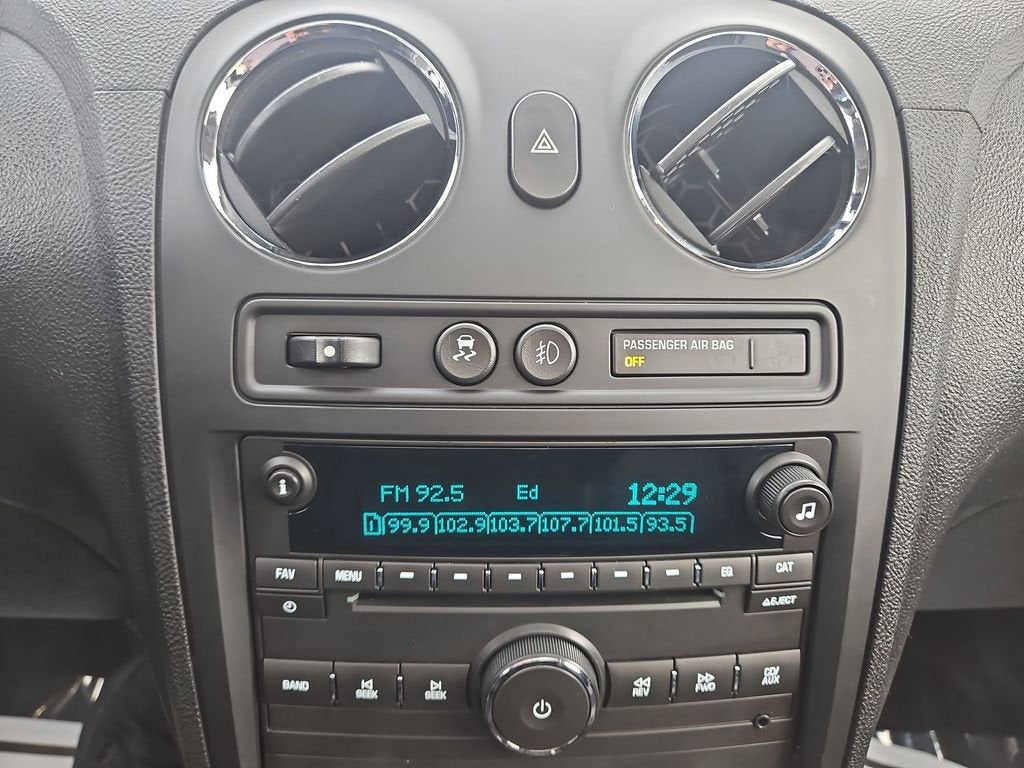 PASSENGER AIR BAG
OFF
i
FM 92.5 Ed 12:29
1 99.9 102.9 103.7 107.7 101.5 93.5
FAV MENU EQ CAT
EJECT
BAND SEEK SEEK REV FWD CD/
AUX